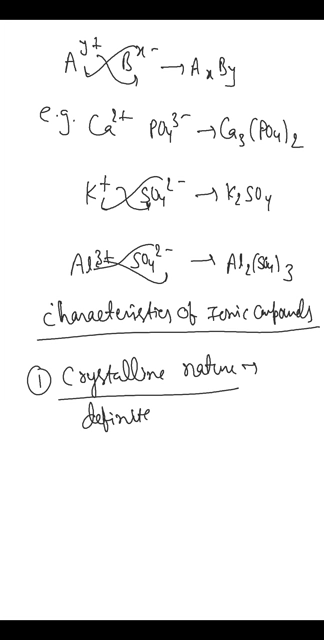 A^y+ B^x- → AxBy
e.g. Ca^2+ PO4^3- → Ca3(PO4)2
K^+ SO4^2- → K2SO4
Al^3+ SO4^2- → Al2(SO4)3
Characteristics of Ionic Compounds
① Crystalline nature →
definite